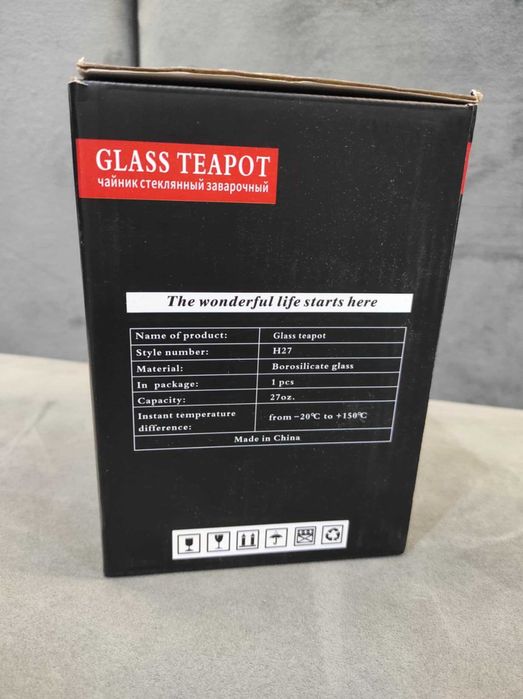 GLASS TEAPOT
чайник стеклянный заварочный
The wonderful life starts here
Name of product: Glass teapot
Style number: H27
Material: Borosilicate glass
In package: 1 pcs
Capacity: 27oz.
Instant temperature
difference: from -20℃ to +150℃
Made in China